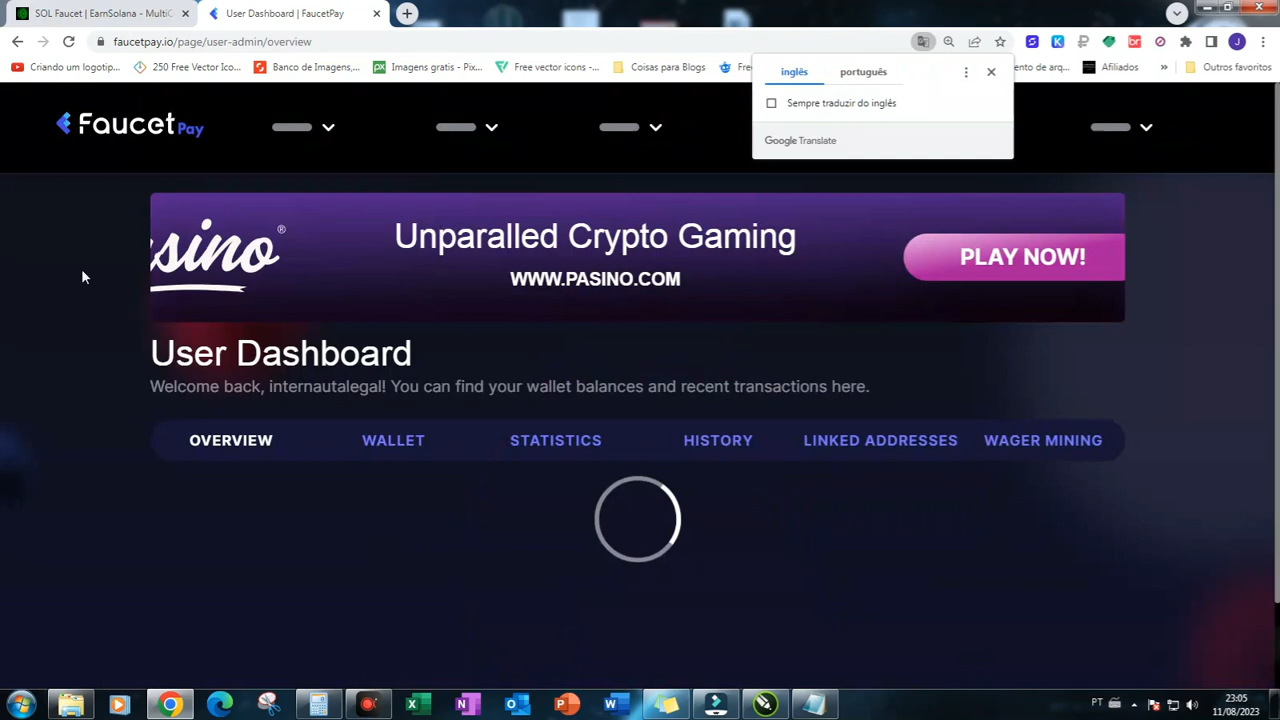 SOL Faucet | EarnSolana - MultiC
User Dashboard | FaucetPay
faucetpay.io/page/user-admin/overview
Criando um logotip...
250 Free Vector Ico...
Banco de Imagens,...
Imagens gratis - Pix...
Free vector icons -...
Coisas para Blogs
Fre
ento de arq...
Afiliados
»
Outros favoritos
inglês
português
Sempre traduzir do inglês
Google Translate
FaucetPay
sino®
Unparalled Crypto Gaming
WWW.PASINO.COM
PLAY NOW!
User Dashboard
Welcome back, internautalegal! You can find your wallet balances and recent transactions here.
OVERVIEW
WALLET
STATISTICS
HISTORY
LINKED ADDRESSES
WAGER MINING
PT
23:05
11/08/2023